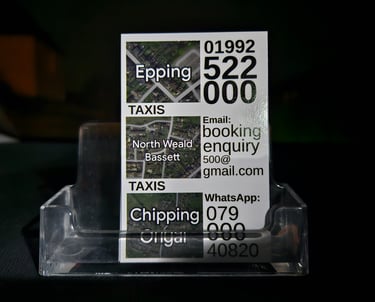 Epping
TAXIS
North Weald
Bassett
TAXIS
Chipping
Ongar
01992
522
000
Email:
booking
enquiry
500@
gmail.com
WhatsApp:
079
000
40820